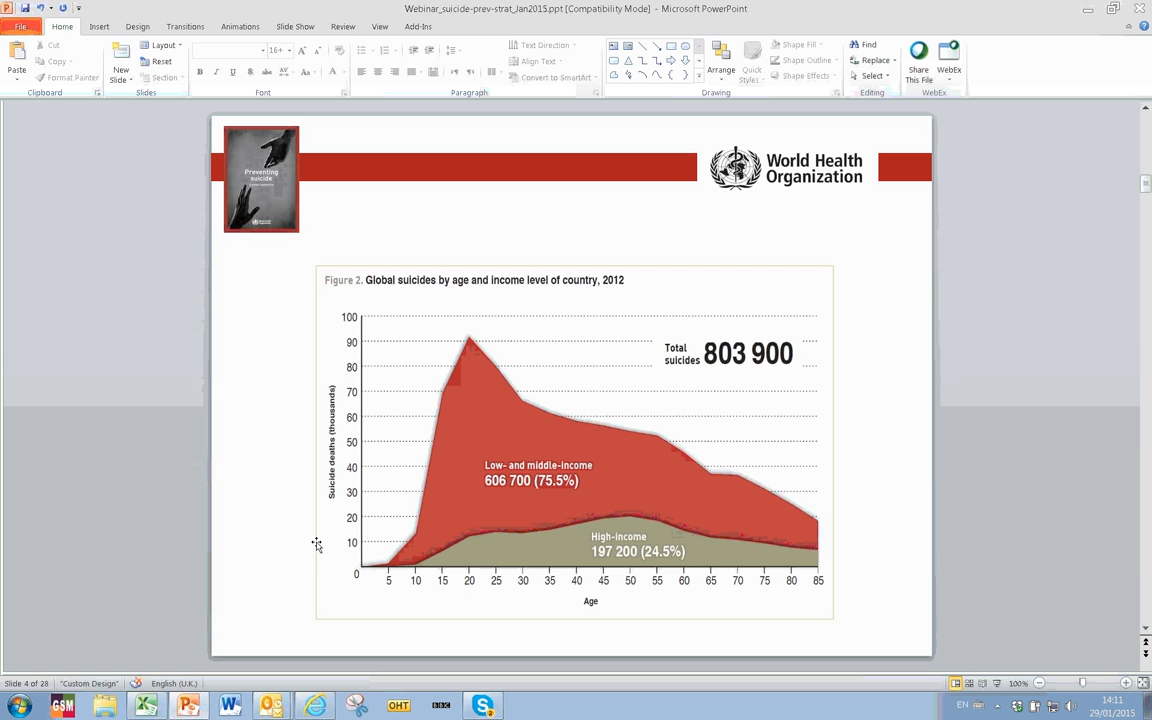 Webinar_suicide-prev-strat_Jan2015.ppt [Compatibility Mode] - Microsoft PowerPoint
File Home Insert Design Transitions Animations Slide Show Review View Add-Ins
Cut
Copy
Format Painter
Paste
Clipboard
New
Slide
Layout
Reset
Section
Slides
16+
Font
Text Direction
Align Text
Convert to SmartArt
Paragraph
Arrange
Quick
Styles
Shape Fill
Shape Outline
Shape Effects
Drawing
Find
Replace
Select
Editing
Share
This File
WebEx
WebEx
Preventing
suicide
World Health
Organization
Figure 2. Global suicides by age and income level of country, 2012
Total
suicides 803 900
Suicide deaths (thousands)
100
90
80
70
60
50
40
30
20
10
0
Low- and middle-income
606 700 (75.5%)
High-income
197 200 (24.5%)
5 10 15 20 25 30 35 40 45 50 55 60 65 70 75 80 85
Age
Slide 4 of 28 "Custom Design" English (U.K.) 100%
GSM OHT BBC EN
14:11
29/01/2015